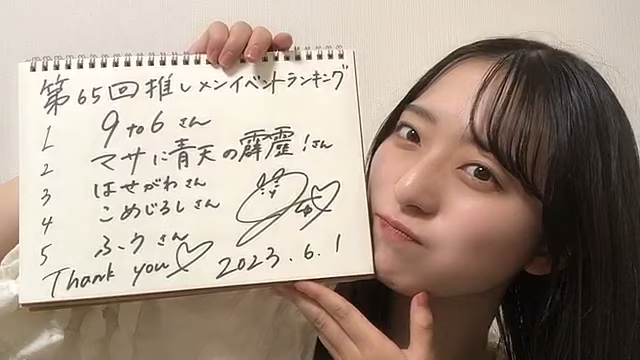 第65回推しメンイベントランキング
1 9to6さん
2 マサに青天の霹靂!さん
3 はせがわさん
4 こめじるしさん
5 ふうさん
Thank you♡ 2023.6.1